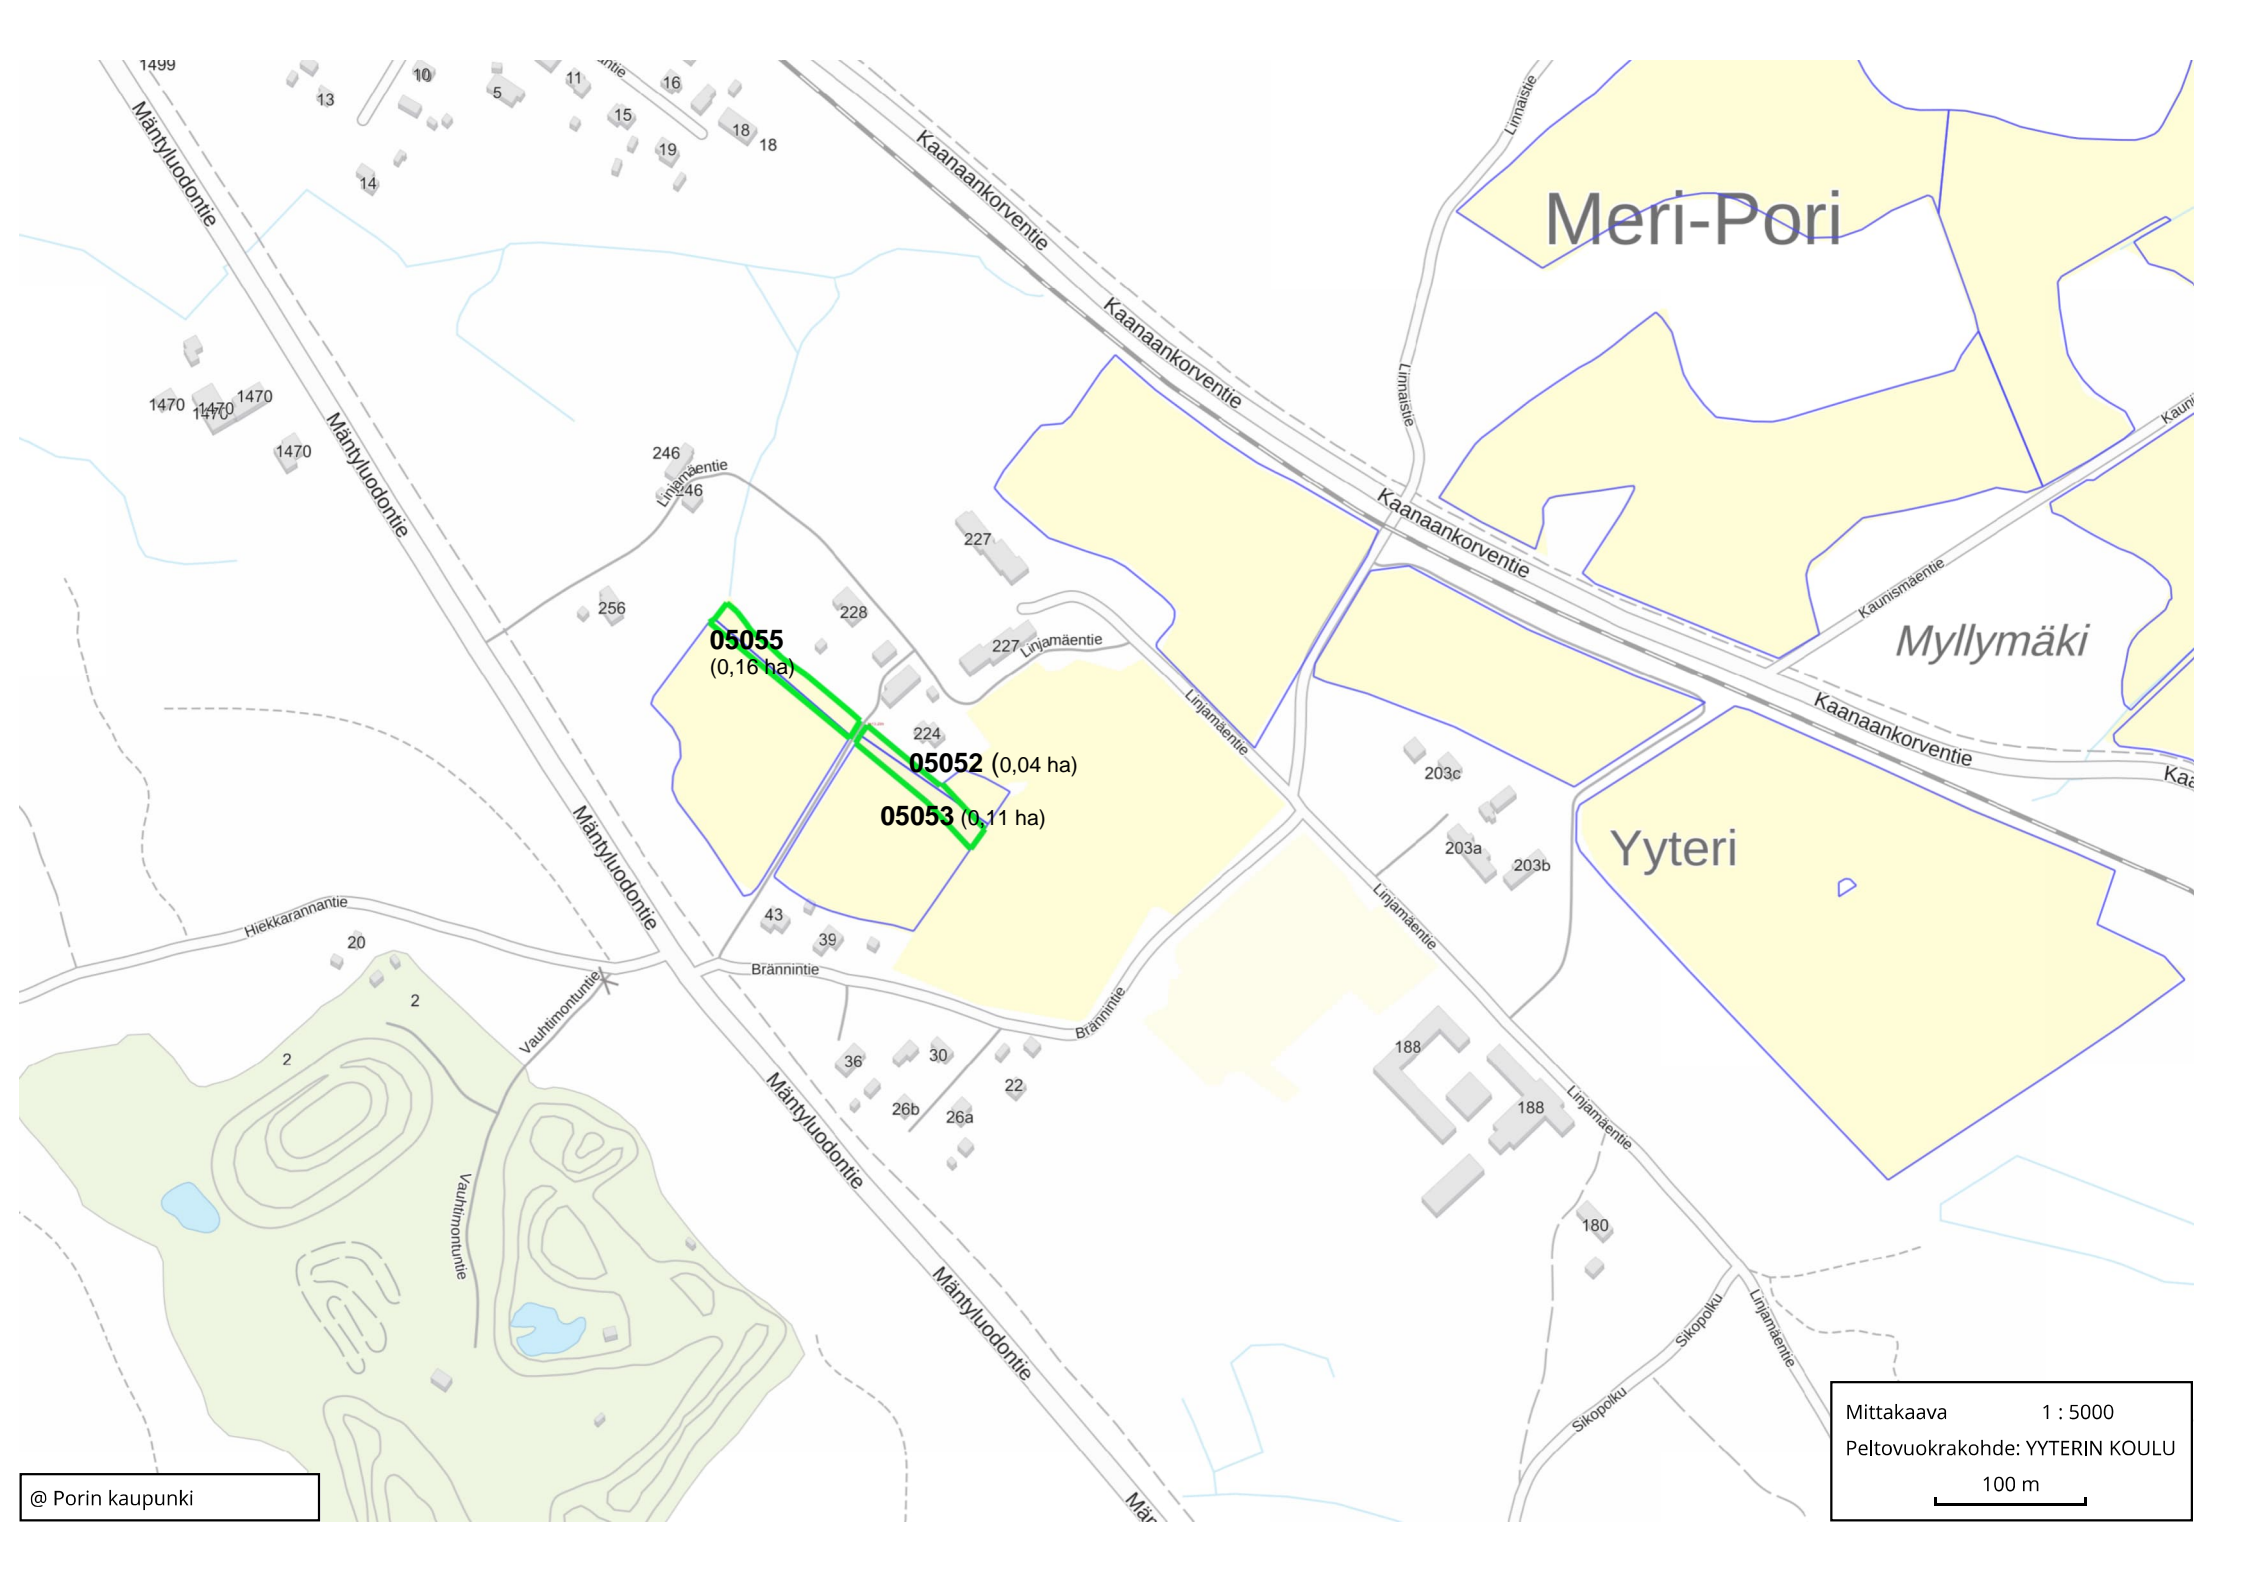 1499
13
10
5
11
15
16
18
18
19
14
Mäntyluodontie
Kaanaankorventie
Linnaistie
Meri-Pori
Kaanaankorventie
Linnaistie
1470
1470
1470
1470
1470
Mäntyluodontie
246
Linjamäentie
246
Kaanaankorventie
227
256
228
227
Linjamäentie
Kaunismäentie
Myllymäki
05055
(0,16 ha)
Linjamäentie
224
Kaanaankorventie
05052 (0,04 ha)
203c
05053 (0,11 ha)
Yyteri
203a
203b
Mäntyluodontie
Hiekkarannantie
20
43
39
Linjamäentie
Brännintie
Vauhtimontuntie
2
2
Brännintie
36
30
22
26b
26a
188
188
Linjamäentie
Mäntyluodontie
Vauhtimontuntie
180
Mäntyluodontie
Sikopolku
Linjamäentie
Sikopolku
Mittakaava 1 : 5000
Peltovuokrakohde: YYTERIN KOULU
100 m
@ Porin kaupunki